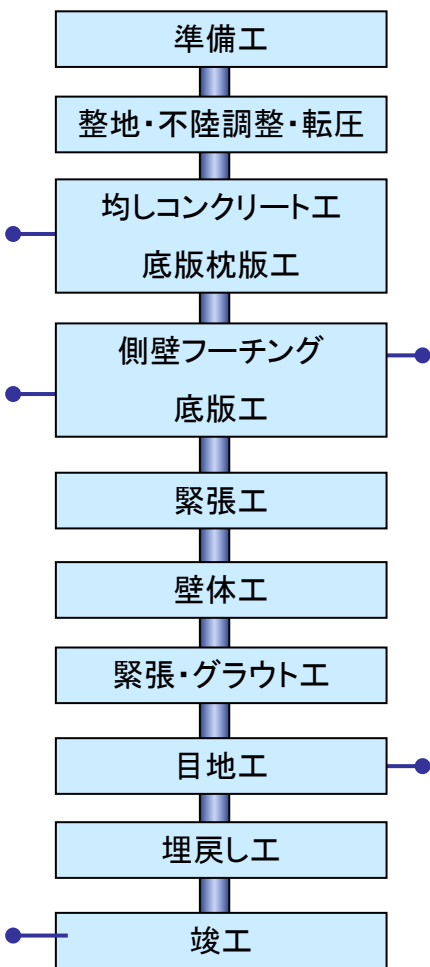 準備工
整地・不陸調整・転圧
均しコンクリート工
底版枕版工
側壁フーチング
底版工
緊張工
壁体工
緊張・グラウト工
目地工
埋戻し工
竣工